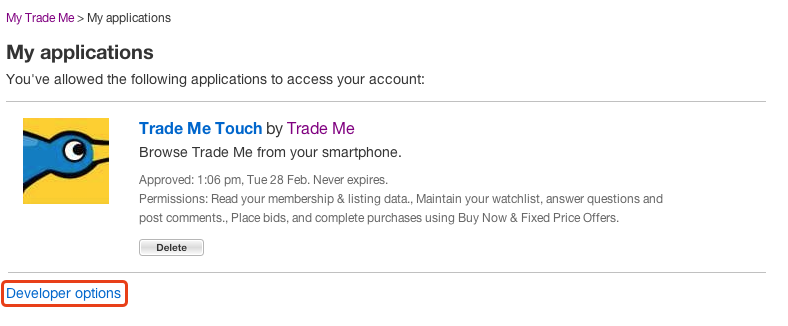 My Trade Me > My applications
My applications
You've allowed the following applications to access your account:
Trade Me Touch by Trade Me
Browse Trade Me from your smartphone.
Approved: 1:06 pm, Tue 28 Feb. Never expires.
Permissions: Read your membership & listing data., Maintain your watchlist, answer questions and
post comments., Place bids, and complete purchases using Buy Now & Fixed Price Offers.
Delete
Developer options